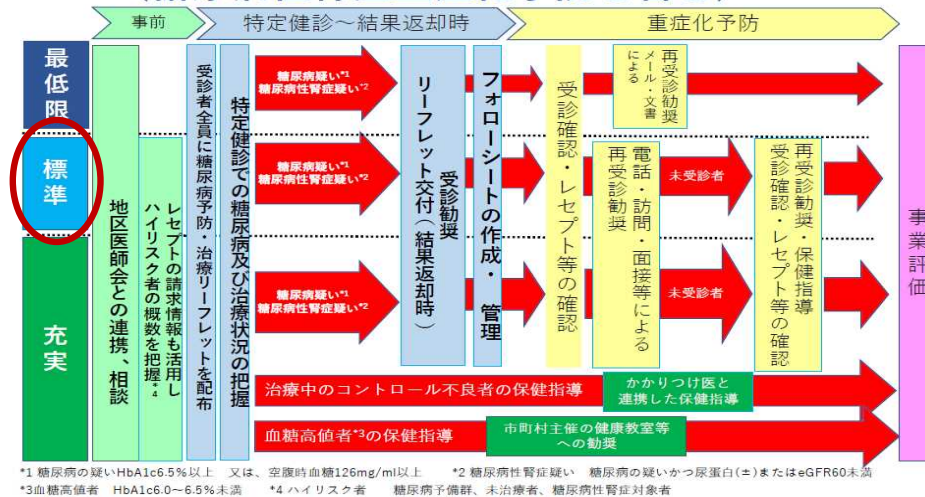 事前
特定健診～結果返却時
重症化予防
最低限
標準
充実
地区医師会との連携、相談
レセプトの請求情報も活用し
ハイリスク者の概数を把握*4
受診者全員に糖尿病予防・治療リーフレットを配布
特定健診での糖尿病及び治療状況の把握
糖尿病疑い*1
糖尿病性腎症疑い*2
糖尿病疑い*1
糖尿病性腎症疑い*2
糖尿病疑い*1
糖尿病性腎症疑い*2
受診勧奨
リーフレット交付(結果返却時)
フォローシートの作成・管理
受診確認・レセプト等の確認
再受診勧奨
メール・文書
による
電話・訪問・面接等による
再受診勧奨
未受診者
未受診者
再受診勧奨・保健指導
受診確認・レセプト等の確認
事業評価
治療中のコントロール不良者の保健指導
かかりつけ医と
連携した保健指導
血糖高値者*3の保健指導
市町村主催の健康教室等
への勧奨
*1 糖尿病の疑いHbA1c6.5%以上 又は、空腹時血糖126mg/ml以上 *2 糖尿病性腎症疑い 糖尿病の疑いかつ尿蛋白(±)またはeGFR60未満
*3血糖高値者 HbA1c6.0～6.5%未満 *4 ハイリスク者 糖尿病予備群、未治療者、糖尿病性腎症対象者